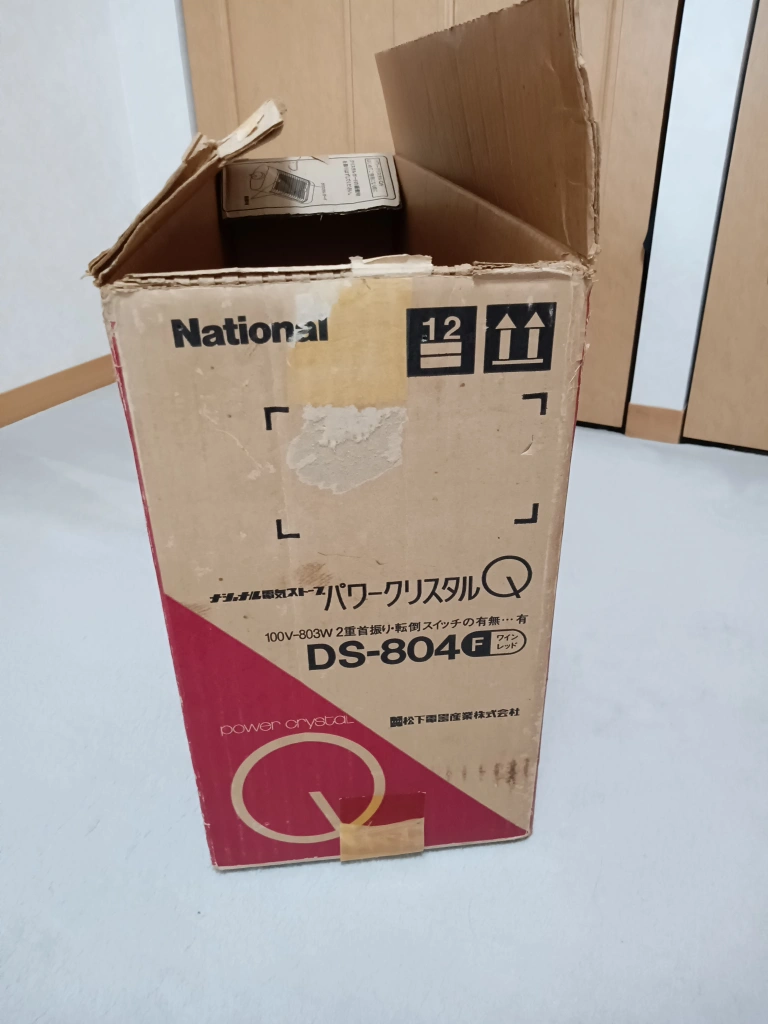 National
12
ナショナル電気ストーブ パワークリスタルQ
100V-803W 2重首振り・転倒スイッチの有無…有
DS-804 F ワインレッド
power crystal
松下電器産業株式会社
Q